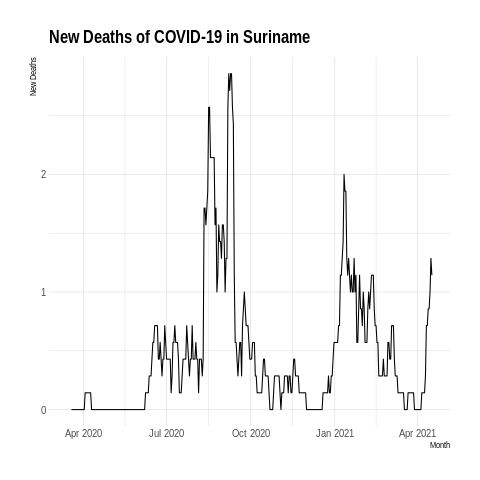 New Deaths of COVID-19 in Suriname
New Deaths
2
1
0
Apr 2020 Jul 2020 Oct 2020 Jan 2021 Apr 2021
Month